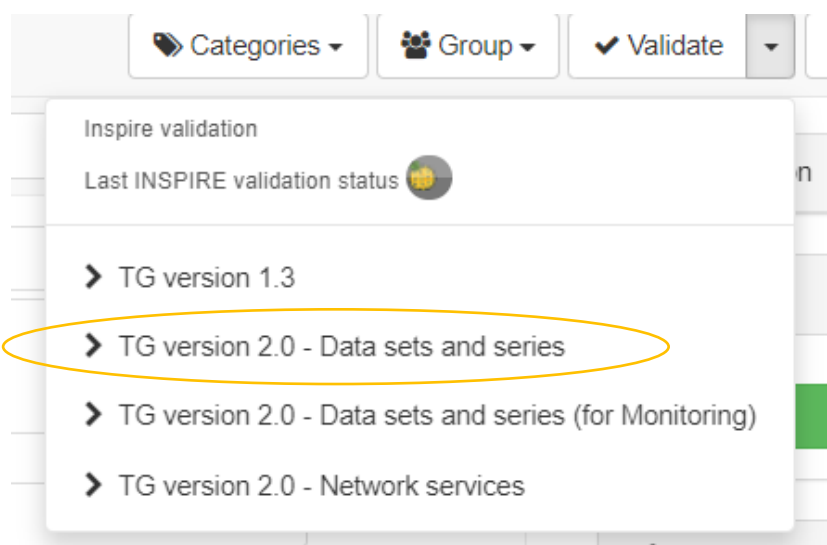 Categories
Group
Validate
Inspire validation
Last INSPIRE validation status
n
TG version 1.3
TG version 2.0 - Data sets and series
TG version 2.0 - Data sets and series (for Monitoring)
TG version 2.0 - Network services